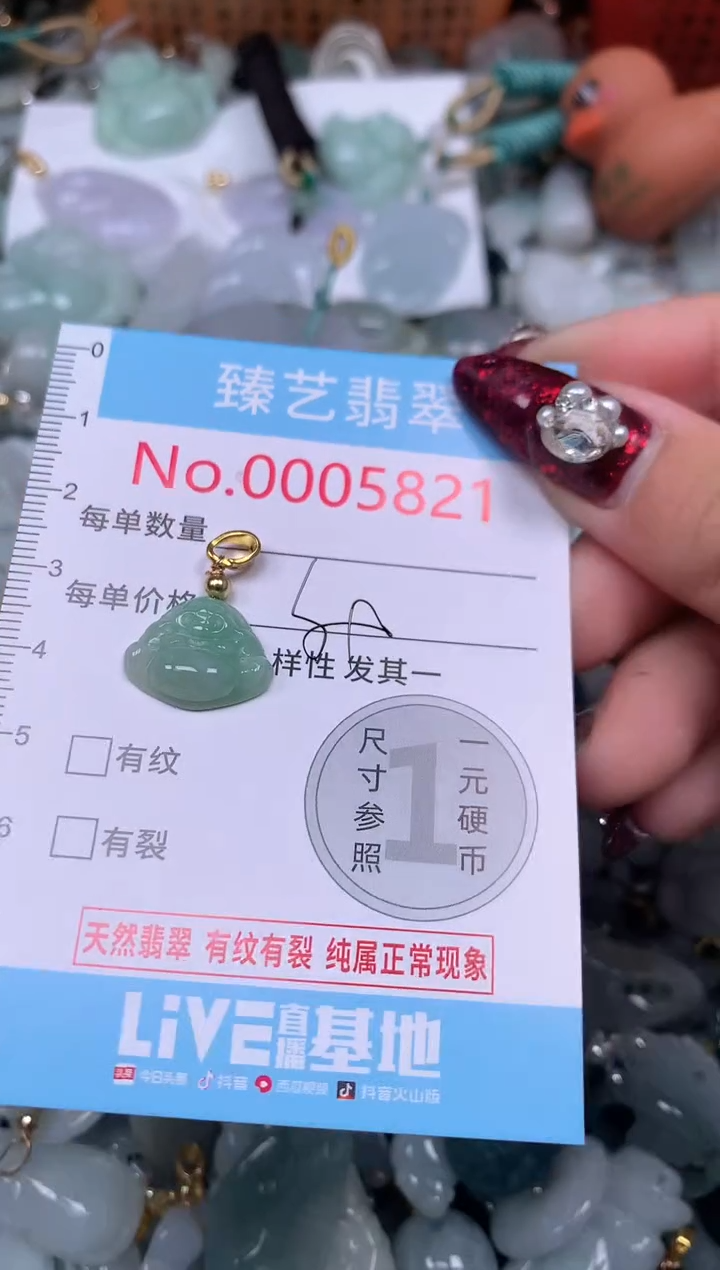 0
臻艺翡翠
1
No.0005821
2
每单数量
3
每单价格
4
样性 发其一
5
有纹
尺寸参照
1
一元硬币
6
有裂
天然翡翠 有纹有裂 纯属正常现象
LiVE直播基地
头条 今日头条 抖音 西瓜视频 抖音火山版